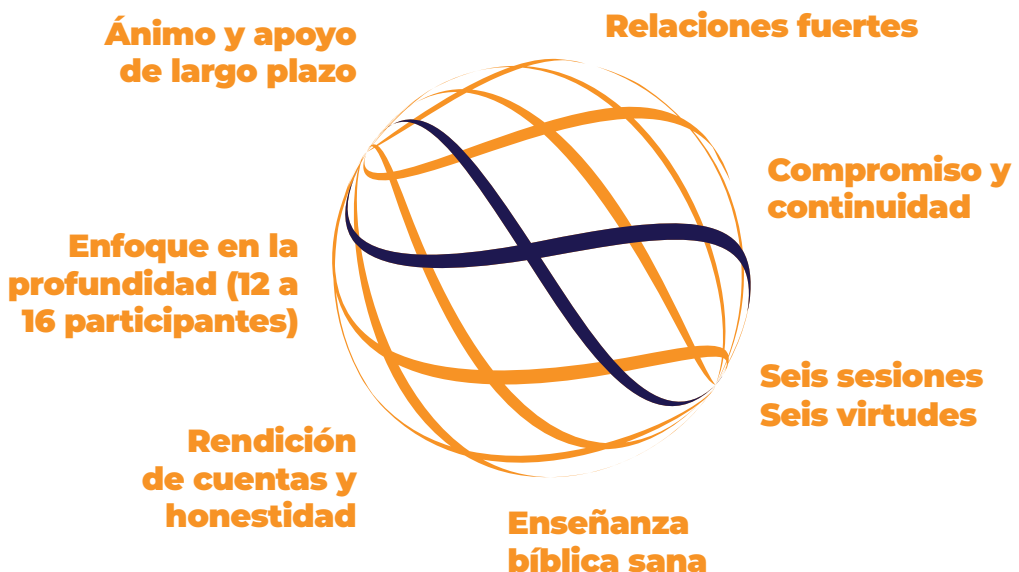 Ánimo y apoyo
de largo plazo
Relaciones fuertes
Compromiso y
continuidad
Enfoque en la
profundidad (12 a
16 participantes)
Seis sesiones
Seis virtudes
Rendición
de cuentas y
honestidad
Enseñanza
bíblica sana